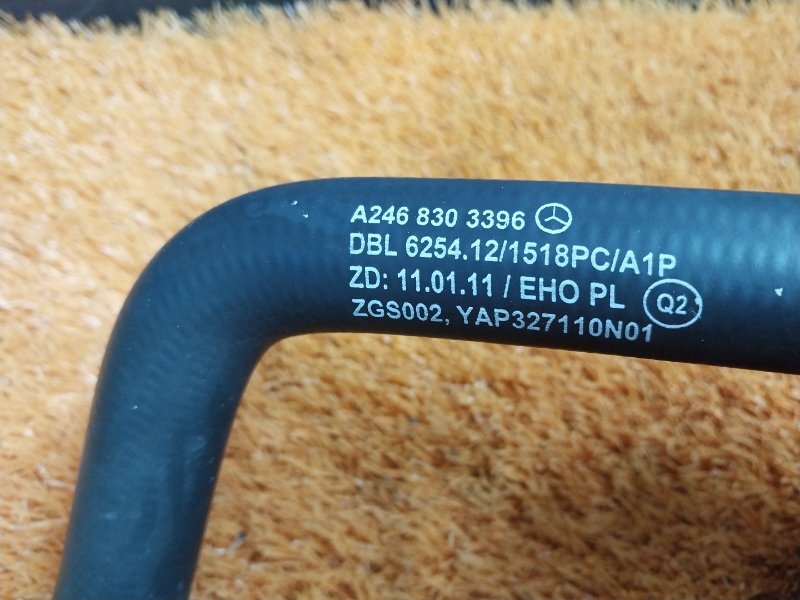 A246 830 3396
DBL 6254.12/1518PC/A1P
ZD: 11.01.11 / EHO PL Q2
ZGS002, YAP327110N01